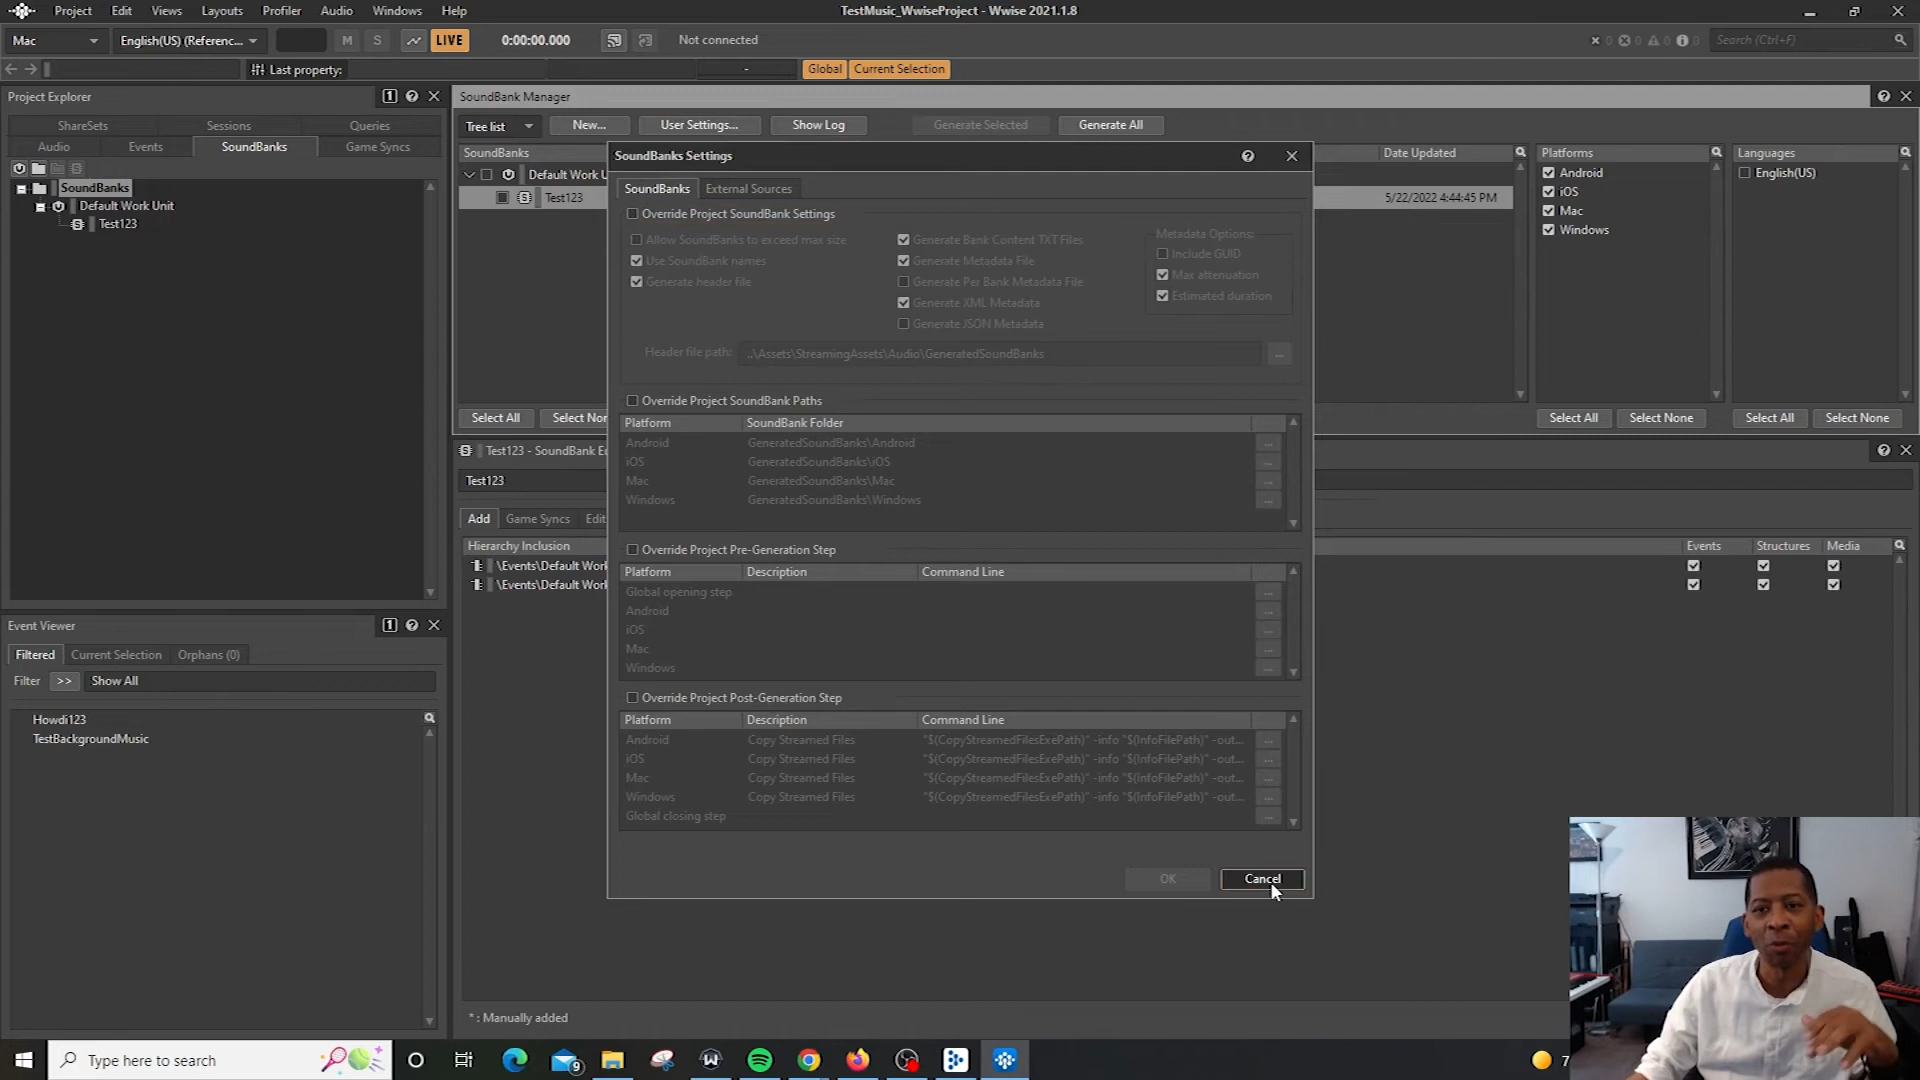 Project Edit Views Layouts Profiler Audio Windows Help
TestMusic_WwiseProject - Wwise 2021.1.8
Mac English(US) (Referenc... M S LIVE 0:00:00.000 Not connected 0 0 0 0 Search (Ctrl+F)
Last property: - Global Current Selection
Project Explorer 1
ShareSets Sessions Queries
Audio Events SoundBanks Game Syncs
SoundBanks
Default Work Unit
Test123
Event Viewer 1
Filtered Current Selection Orphans (0)
Filter >> Show All
Howdi123
TestBackgroundMusic
SoundBank Manager
Tree list New... User Settings... Show Log Generate Selected Generate All
SoundBanks Date Updated
Default Work U
Test123 5/22/2022 4:44:45 PM
Select All Select Non
Platforms
Android
iOS
Mac
Windows
Select All Select None
Languages
English(US)
Select All Select None
Test123 - SoundBank Ed
Test123
Add Game Syncs Edit
Hierarchy Inclusion Events Structures Media
\Events\Default Work
\Events\Default Work
* : Manually added
SoundBanks Settings
SoundBanks External Sources
Override Project SoundBank Settings
Allow SoundBanks to exceed max size
Use SoundBank names
Generate header file
Generate Bank Content TXT Files
Generate Metadata File
Generate Per Bank Metadata File
Generate XML Metadata
Generate JSON Metadata
Metadata Options:
Include GUID
Max attenuation
Estimated duration
Header file path: ..\Assets\StreamingAssets\Audio\GeneratedSoundBanks ...
Override Project SoundBank Paths
Platform SoundBank Folder
Android GeneratedSoundBanks\Android ...
iOS GeneratedSoundBanks\iOS ...
Mac GeneratedSoundBanks\Mac ...
Windows GeneratedSoundBanks\Windows ...
Override Project Pre-Generation Step
Platform Description Command Line
Global opening step ...
Android ...
iOS ...
Mac ...
Windows ...
Override Project Post-Generation Step
Platform Description Command Line
Android Copy Streamed Files "$(CopyStreamedFilesExePath)" -info "$(InfoFilePath)" -out... ...
iOS Copy Streamed Files "$(CopyStreamedFilesExePath)" -info "$(InfoFilePath)" -out... ...
Mac Copy Streamed Files "$(CopyStreamedFilesExePath)" -info "$(InfoFilePath)" -out... ...
Windows Copy Streamed Files "$(CopyStreamedFilesExePath)" -info "$(InfoFilePath)" -out... ...
Global closing step ...
OK Cancel
Type here to search 9 7